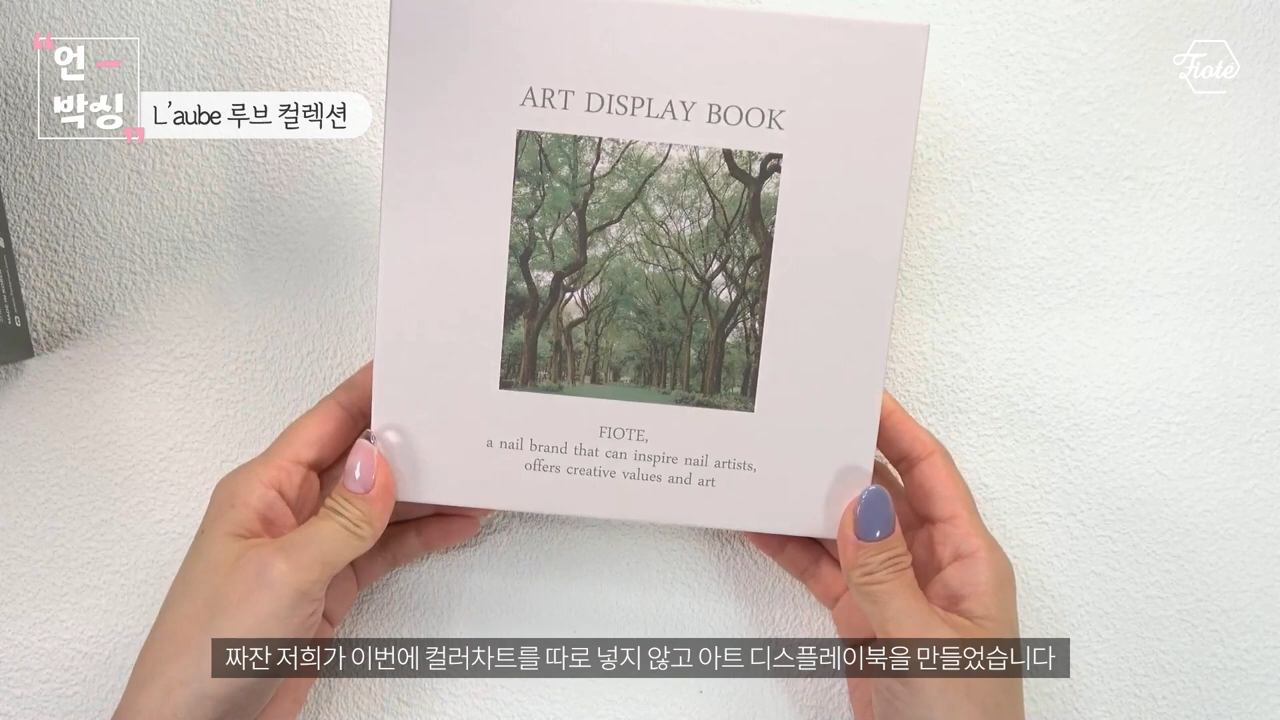 언
박싱
L'aube 루브 컬렉션
Fiote
ART DISPLAY BOOK
FIOTE,
a nail brand that can inspire nail artists,
offers creative values and art
짜잔 저희가 이번에 컬러차트를 따로 넣지 않고 아트 디스플레이북을 만들었습니다